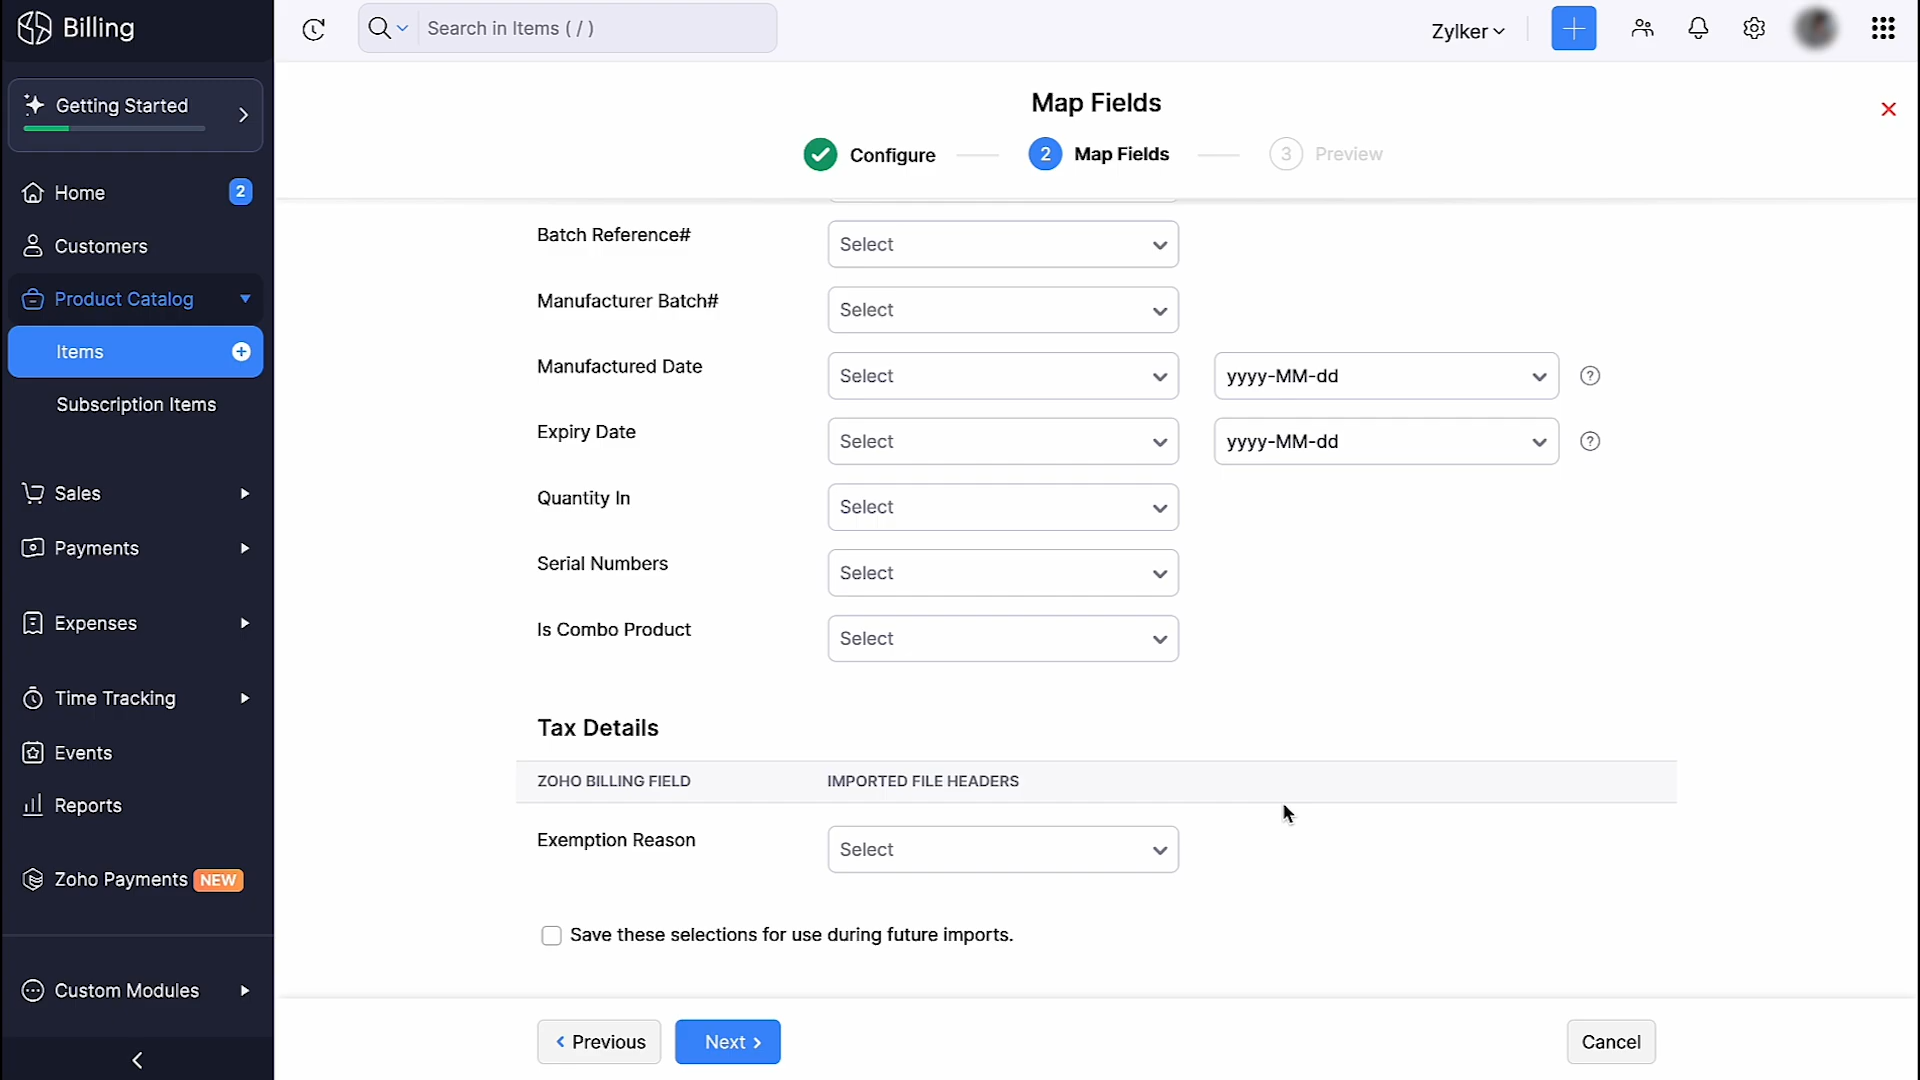 Billing
Search in Items ( / )
Zylker
Getting Started
Home
2
Customers
Product Catalog
Items
Subscription Items
Sales
Payments
Expenses
Time Tracking
Events
Reports
Zoho Payments NEW
Custom Modules
Map Fields
Configure
2 Map Fields
3 Preview
Batch Reference#
Select
Manufacturer Batch#
Select
Manufactured Date
Select
yyyy-MM-dd
?
Expiry Date
Select
yyyy-MM-dd
?
Quantity In
Select
Serial Numbers
Select
Is Combo Product
Select
Tax Details
ZOHO BILLING FIELD
IMPORTED FILE HEADERS
Exemption Reason
Select
Save these selections for use during future imports.
Previous
Next
Cancel